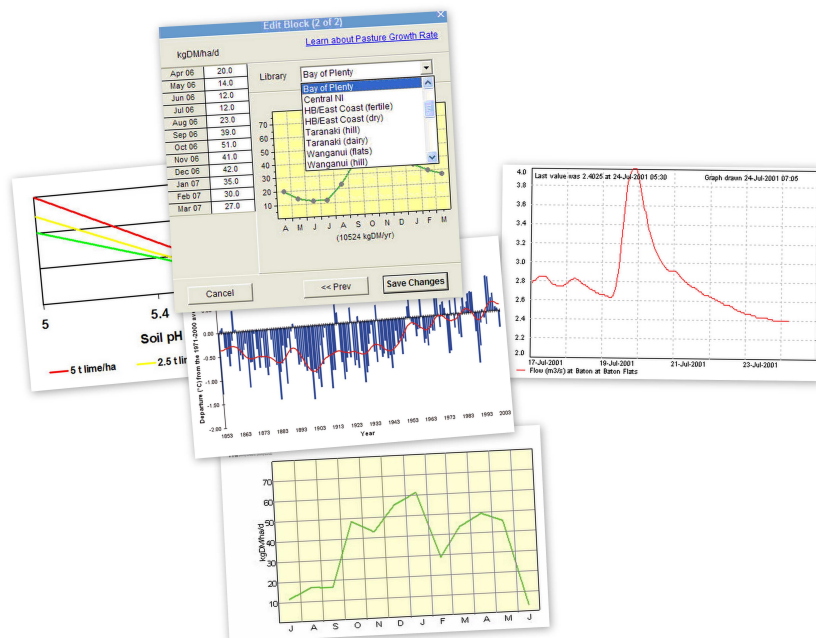 Edit Block (2 of 2)
Learn about Pasture Growth Rate
kgDM/ha/d
Apr 06 20.0
May 06 14.0
Jun 06 12.0
Jul 06 12.0
Aug 06 23.0
Sep 06 39.0
Oct 06 51.0
Nov 06 41.0
Dec 06 42.0
Jan 07 35.0
Feb 07 30.0
Mar 07 27.0
Library Bay of Plenty
Bay of Plenty
Central NI
HB/East Coast (fertile)
HB/East Coast (dry)
Taranaki (hill)
Taranaki (dairy)
Wanganui (flats)
Wanganui (hill)
70
60
50
40
30
20
10
A M J J A S O N D J F M
(10524 kgDM/yr)
Cancel
<< Prev
Save Changes
5 5.4
Soil pH
5 t lime/ha
2.5 t
4.0
3.8
3.6
3.4
3.2
3.0
2.8
2.6
2.4
2.2
2.0
Last value was 2.4025 at 24-Jul-2001 05:30
Graph drawn 24-Jul-2001 07:05
17-Jul-2001 19-Jul-2001 21-Jul-2001 23-Jul-2001
Flow (m3/s) at Baton at Baton Flats
Departure (°C) from the 1971-2000
0.00
-0.50
-1.00
-1.50
-2.00
1853 1863 1873 1883 1893 1903 1913 1923 1933 1943 1953 1963 1973 1983 1993 2003
Year
kgDM/ha/d
70
60
50
40
30
20
10
J A S O N D J F M A M J